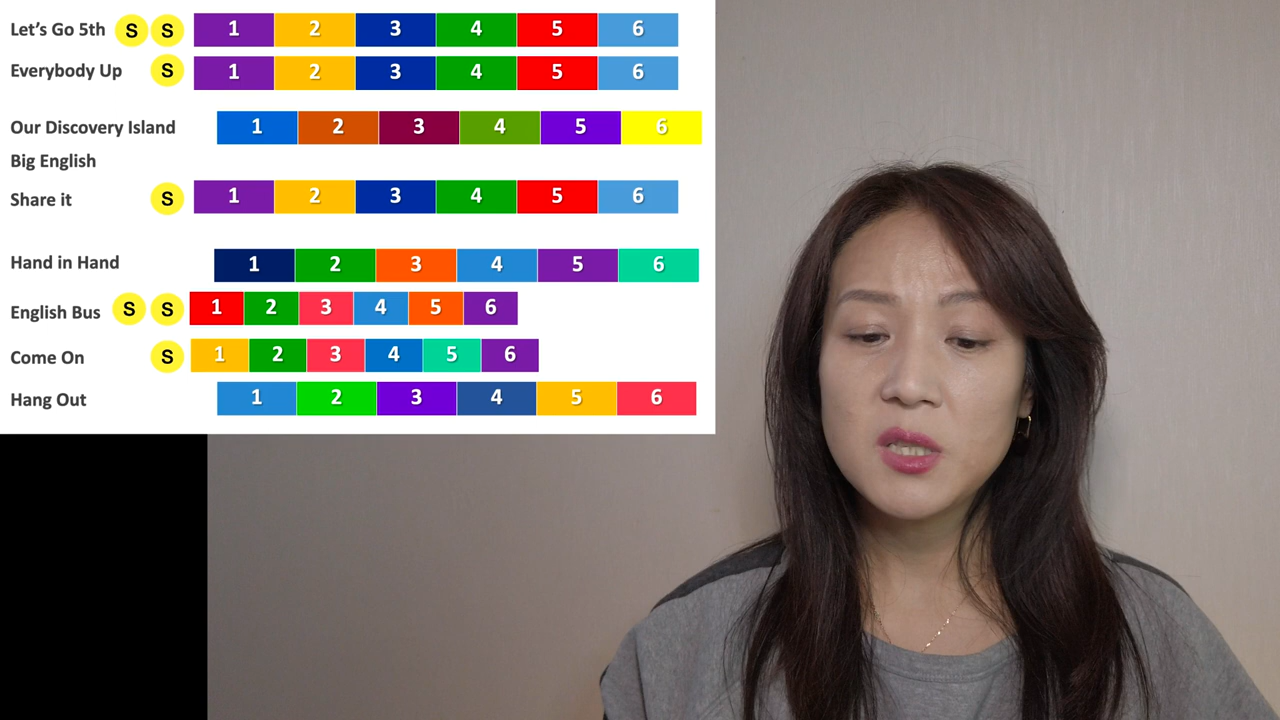 Let's Go 5th S S 1 2 3 4 5 6
Everybody Up S 1 2 3 4 5 6
Our Discovery Island 1 2 3 4 5 6
Big English
Share it S 1 2 3 4 5 6
Hand in Hand 1 2 3 4 5 6
English Bus S S 1 2 3 4 5 6
Come On S 1 2 3 4 5 6
Hang Out 1 2 3 4 5 6